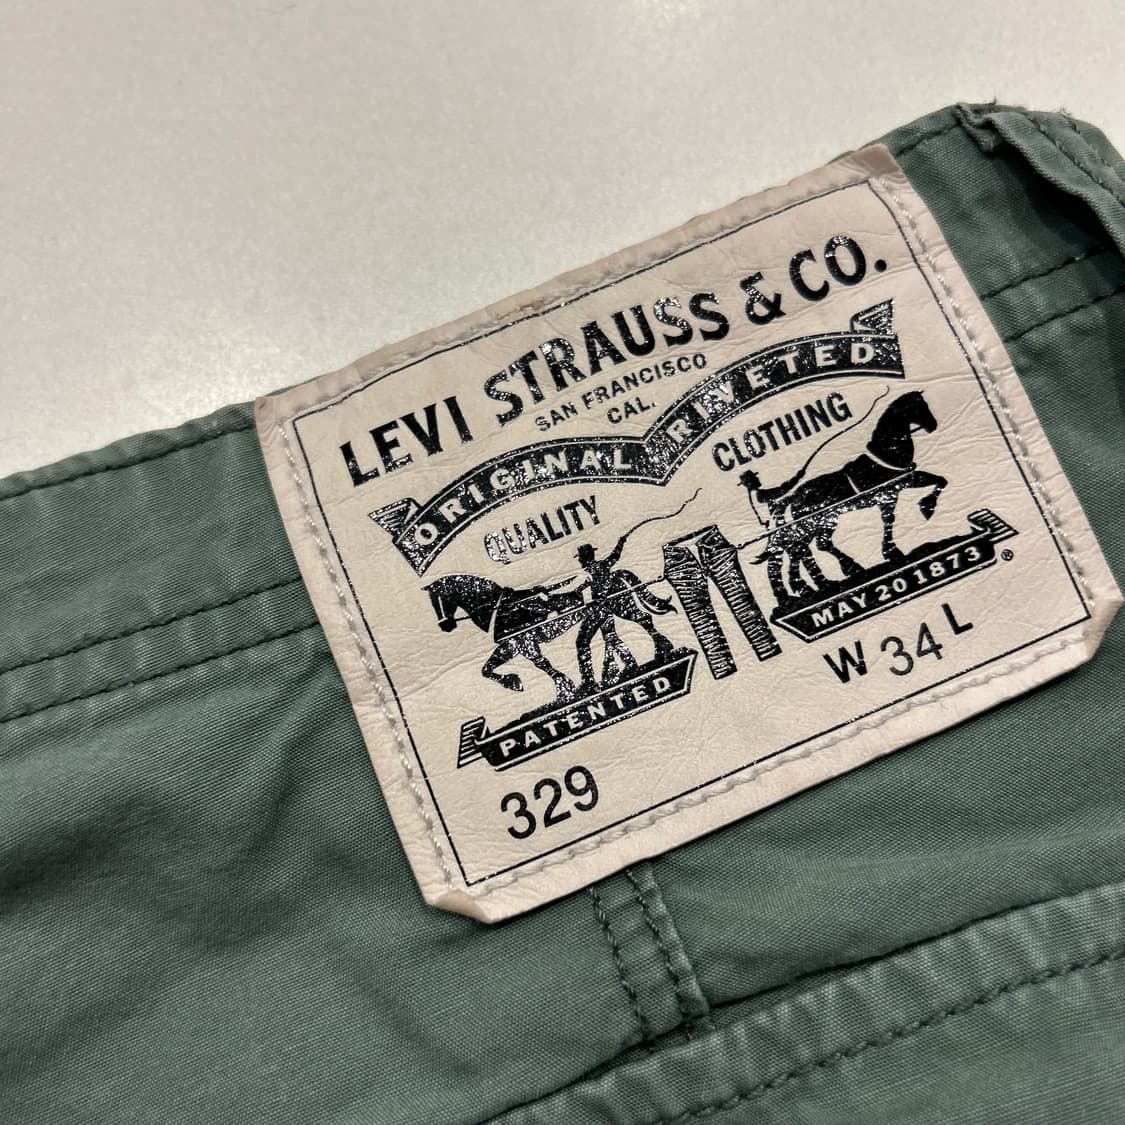 LEVI STRAUSS & CO.
SAN FRANCISCO
CAL.
ORIGINAL RIVETED
QUALITY CLOTHING
PATENTED MAY 20 1873 ®
W 34 L
329